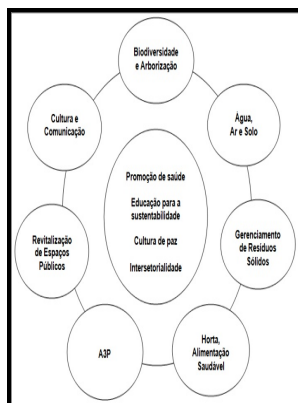 Biodiversidade
e Arborização
Cultura e
Comunicação
Água,
Ar e Solo
Promoção de saúde
Educação para a
sustentabilidade
Cultura de paz
Intersetorialidade
Revitalização
de Espaços
Públicos
Gerenciamento
de Resíduos
Sólidos
A3P
Horta,
Alimentação
Saudável